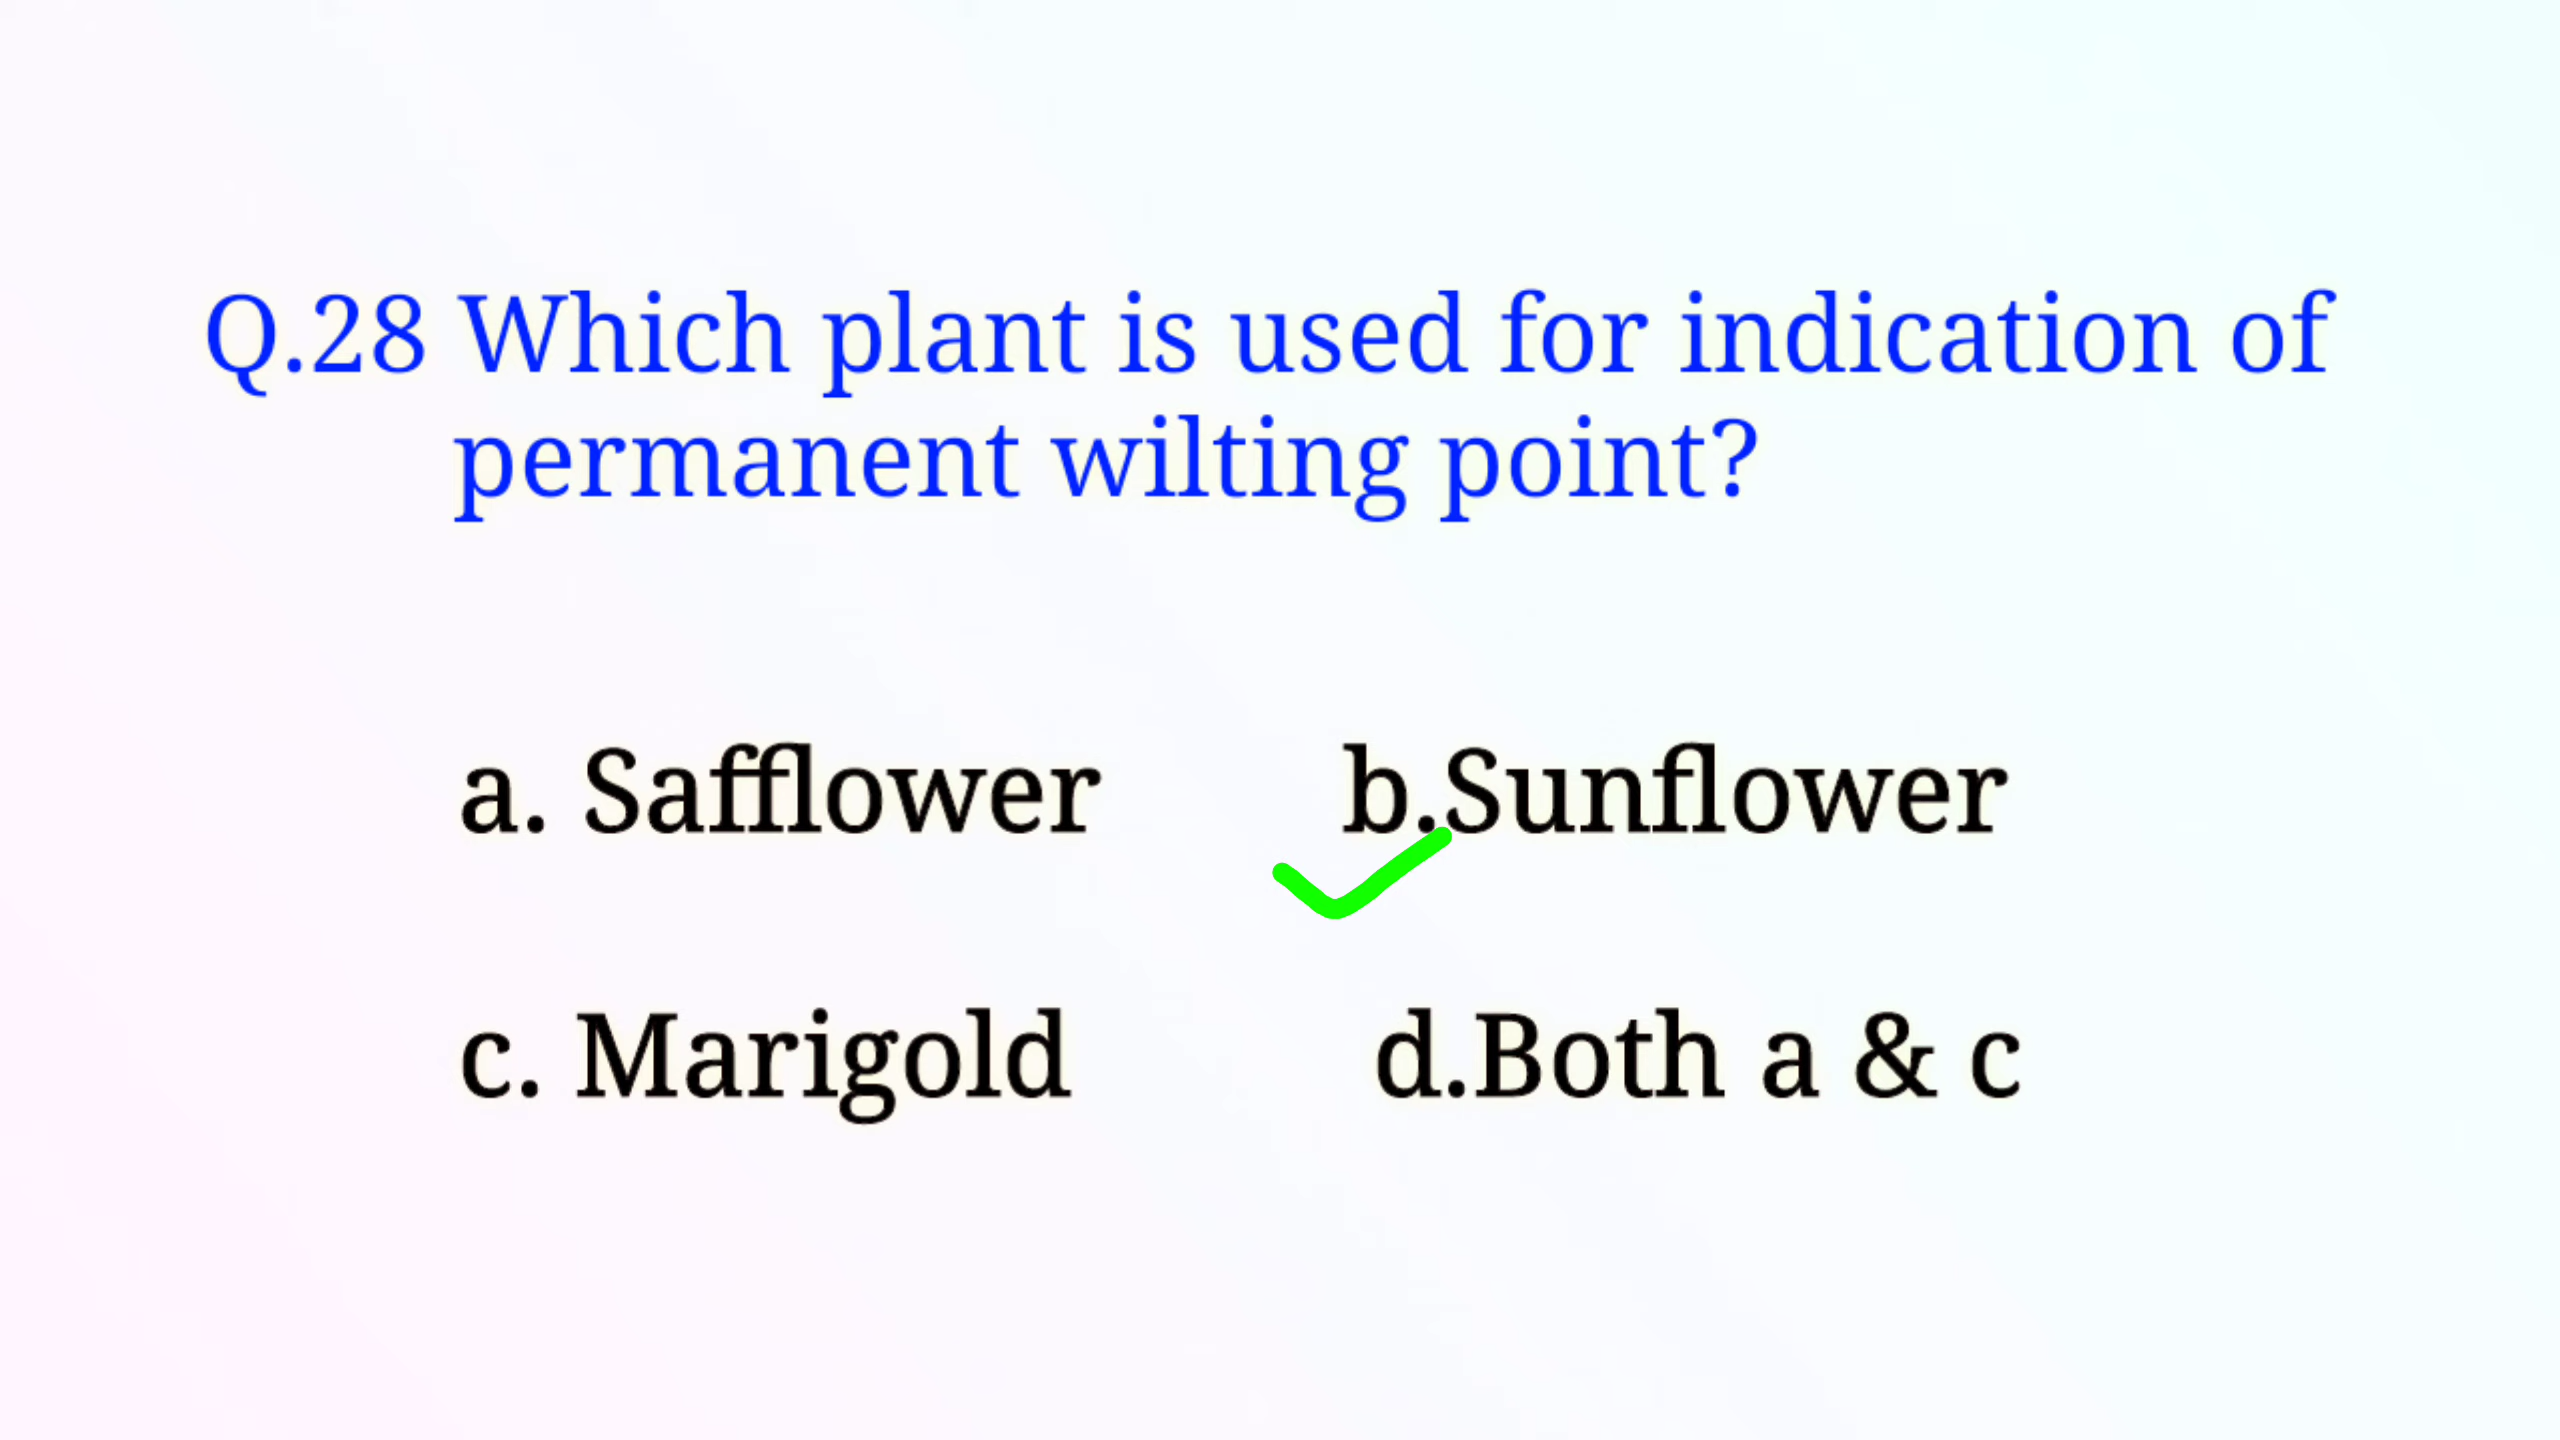 Q.28 Which plant is used for indication of
permanent wilting point?
a. Safflower b.Sunflower
c. Marigold d.Both a & c